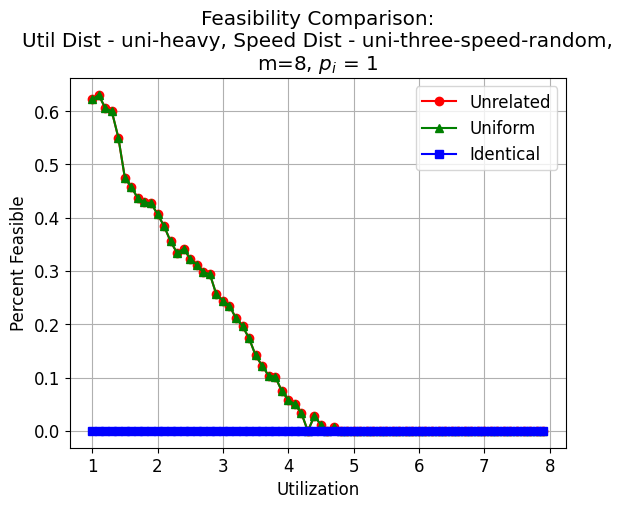 Feasibility Comparison:
Util Dist - uni-heavy, Speed Dist - uni-three-speed-random,
m=8, $p_i$ = 1
Unrelated
Uniform
Identical
Percent Feasible
0.6
0.5
0.4
0.3
0.2
0.1
0.0
1 2 3 4 5 6 7 8
Utilization